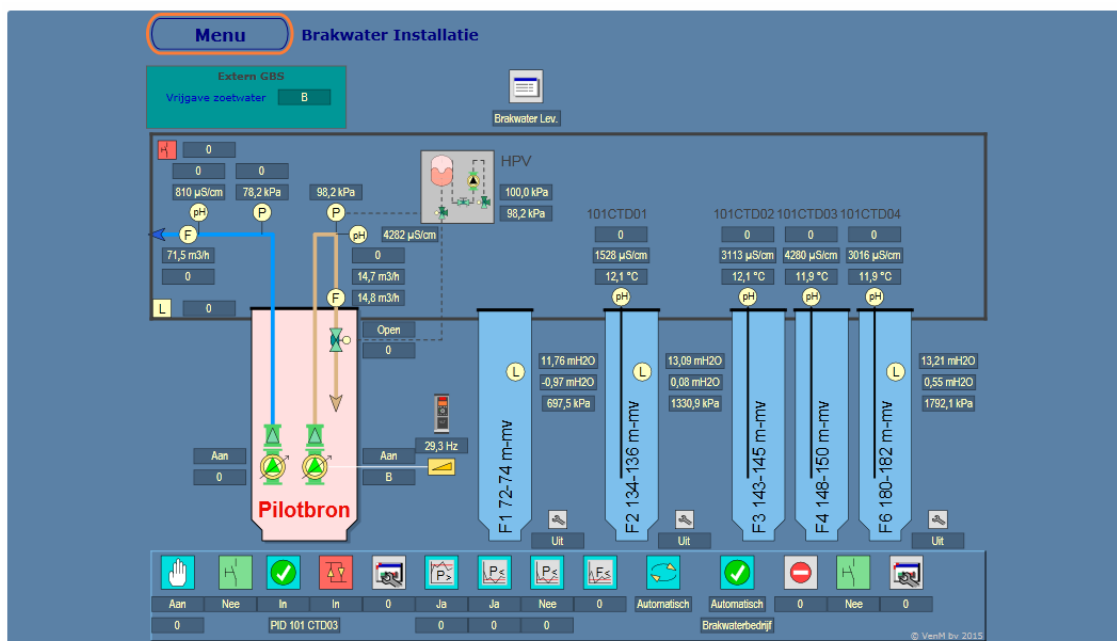 Menu
Brakwater Installatie
Extern GBS
Vrijgave zoetwater B
Brakwater Lev.
0
0 0
810 µS/cm 78,2 kPa 98,2 kPa
pH P P
F
71,5 m3/h
0
L 0
HPV
100,0 kPa
98,2 kPa
pH 4282 µS/cm
0
14,7 m3/h
F 14,8 m3/h
Open
0
101CTD01 101CTD02 101CTD03 101CTD04
0 0 0 0
1528 µS/cm 3113 µS/cm 4280 µS/cm 3016 µS/cm
12,1 °C 12,1 °C 11,9 °C 11,9 °C
pH pH pH pH
L 11,76 mH2O
-0,97 mH2O
697,5 kPa
L 13,09 mH2O
0,08 mH2O
1330,9 kPa
L 13,21 mH2O
0,55 mH2O
1792,1 kPa
29,3 Hz
Aan Aan
0 B
Pilotbron
F1 72-74 m-mv
F2 134-136 m-mv
F3 143-145 m-mv
F4 148-150 m-mv
F6 180-182 m-mv
Uit Uit Uit
P> P< P< F<
Aan Nee In In 0 Ja Ja Nee 0 Automatisch Automatisch 0 Nee 0
0 PID 101 CTD03 0 0 0 Brakwaterbedrijf
© VenM bv 2015